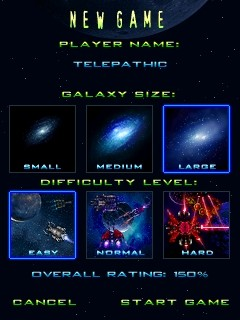 NEW GAME
PLAYER NAME:
TELEPATHIC
GALAXY SIZE:
SMALL MEDIUM LARGE
DIFFICULTY LEVEL:
EASY NORMAL HARD
OVERALL RATING: 150%
CANCEL START GAME